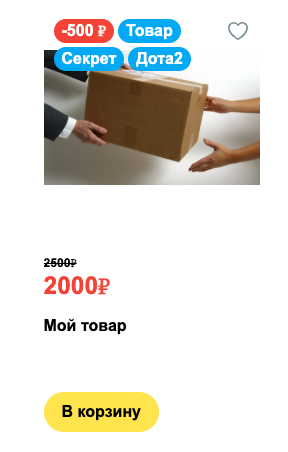 -500 ₽ Товар
Секрет Дота2
2500₽
2000₽
Мой товар
В корзину